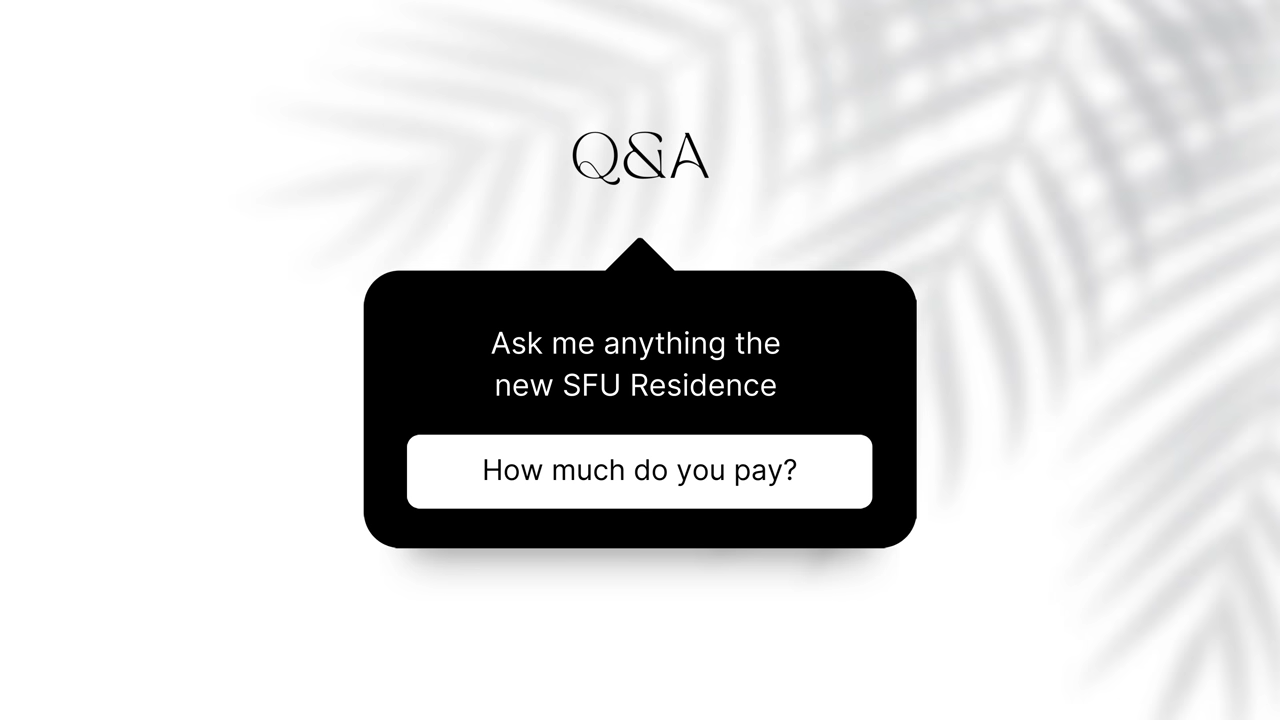 Q&A
Ask me anything the
new SFU Residence
How much do you pay?